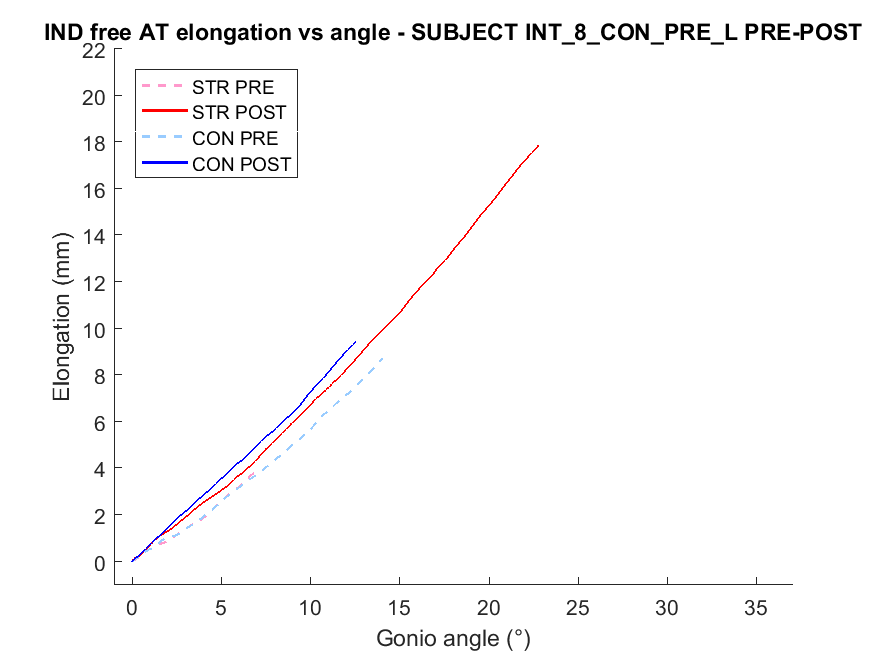 IND free AT elongation vs angle - SUBJECT INT_8_CON_PRE_L PRE-POST
22
20
18
16
14
12
10
8
6
4
2
0
Elongation (mm)
STR PRE
STR POST
CON PRE
CON POST
0 5 10 15 20 25 30 35
Gonio angle (°)